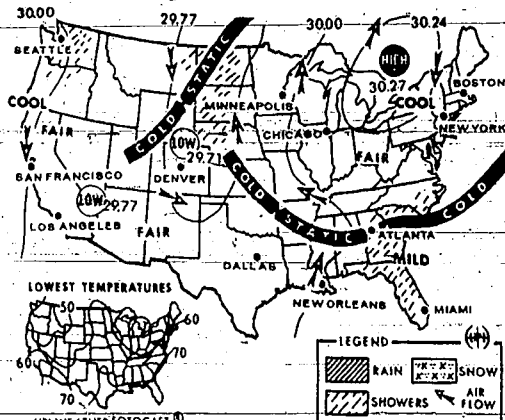 30.00 29.77 30.00 30.24
SEATTLE
HIGH
30.27
BOSTON
COOL
COLD STATIC
MINNEAPOLIS
COOL
NEW YORK
FAIR
LOW
29.71
CHICAGO
FAIR
SAN FRANCISCO
DENVER
LOW 29.77
COLD STATIC
COLD
LOS ANGELES
FAIR
ATLANTA
MILD
DALLAS
NEW ORLEANS
MIAMI
LOWEST TEMPERATURES
50
60
70
60
70
LEGEND
RAIN
SNOW
SHOWERS
AIR
FLOW
UPI WEATHER FOTOCAST ®